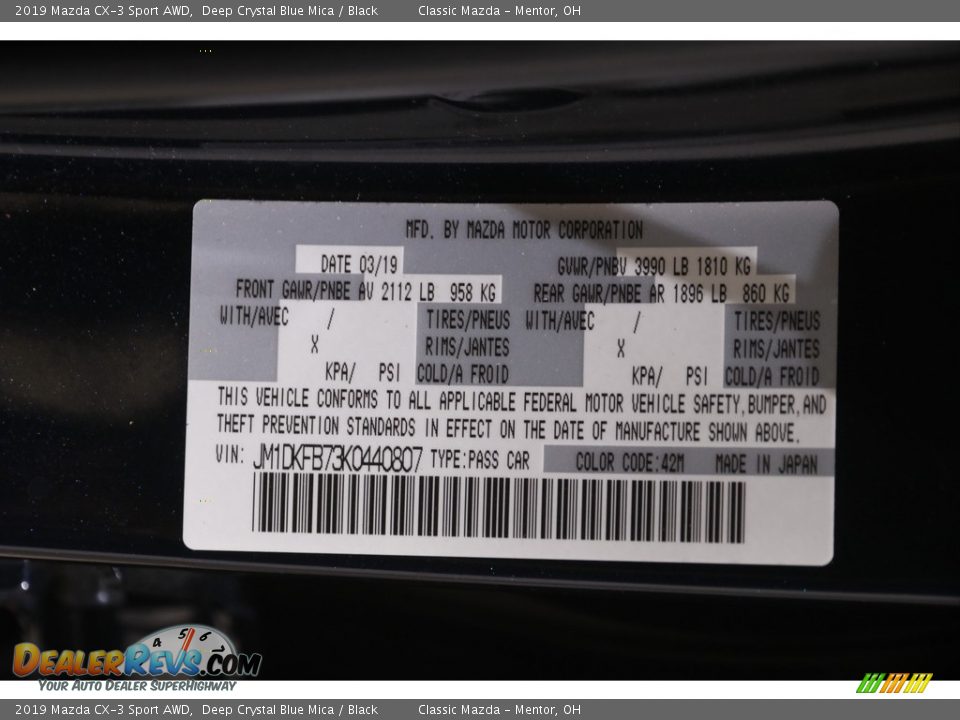 2019 Mazda CX-3 Sport AWD, Deep Crystal Blue Mica / Black Classic Mazda - Mentor, OH
MFD. BY MAZDA MOTOR CORPORATION
DATE 03/19 GVWR/PNBV 3990 LB 1810 KG
FRONT GAWR/PNBE AV 2112 LB 958 KG REAR GAWR/PNBE AR 1896 LB 860 KG
WITH/AVEC / TIRES/PNEUS WITH/AVEC / TIRES/PNEUS
X RIMS/JANTES X RIMS/JANTES
KPA/ PSI COLD/A FROID KPA/ PSI COLD/A FROID
THIS VEHICLE CONFORMS TO ALL APPLICABLE FEDERAL MOTOR VEHICLE SAFETY,BUMPER,AND
THEFT PREVENTION STANDARDS IN EFFECT ON THE DATE OF MANUFACTURE SHOWN ABOVE.
VIN: JM1DKFB73K0440807 TYPE:PASS CAR COLOR CODE:42M MADE IN JAPAN
4 5 6 7
DEALERREVS.COM
YOUR AUTO DEALER SUPERHIGHWAY
2019 Mazda CX-3 Sport AWD, Deep Crystal Blue Mica / Black Classic Mazda - Mentor, OH